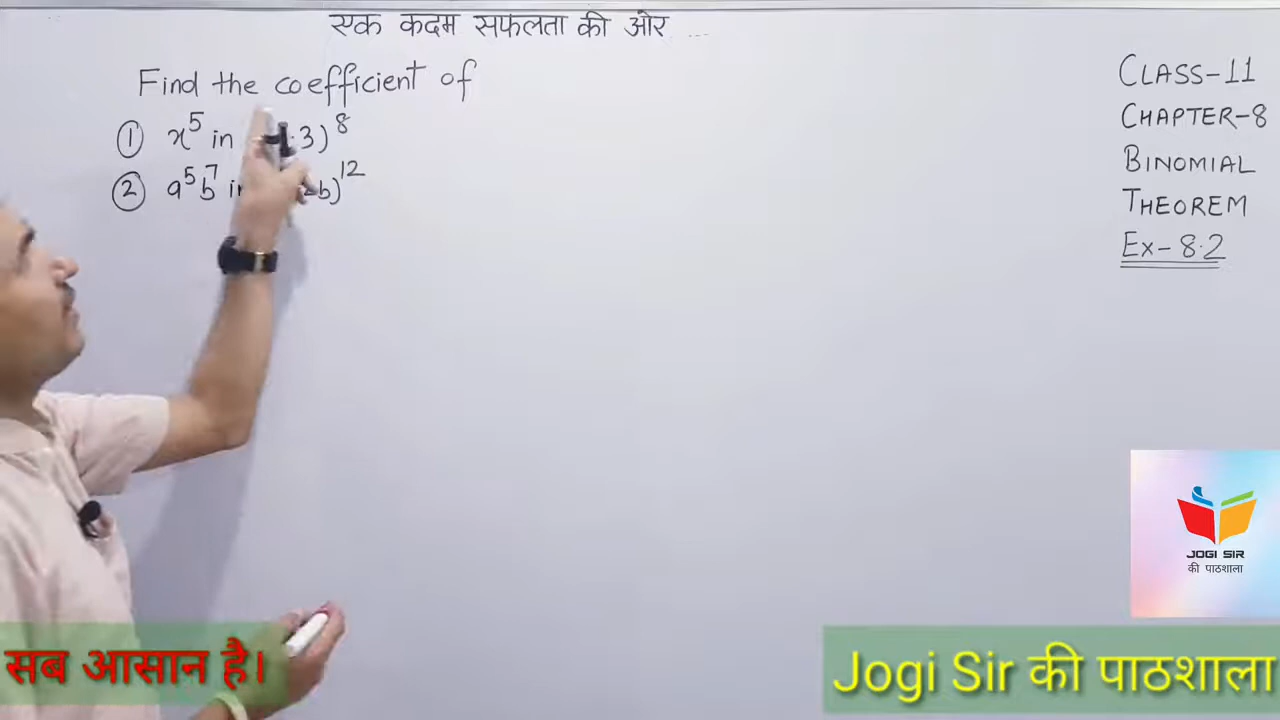 एक कदम सफलता की ओर ...
Find the coefficient of
① x⁵ in 3)⁸
② a⁵b⁷ in b)¹²
CLASS-11
CHAPTER-8
BINOMIAL
THEOREM
Ex-8.2
JOGI SIR
की पाठशाला
सब आसान है।
Jogi Sir की पाठशाला